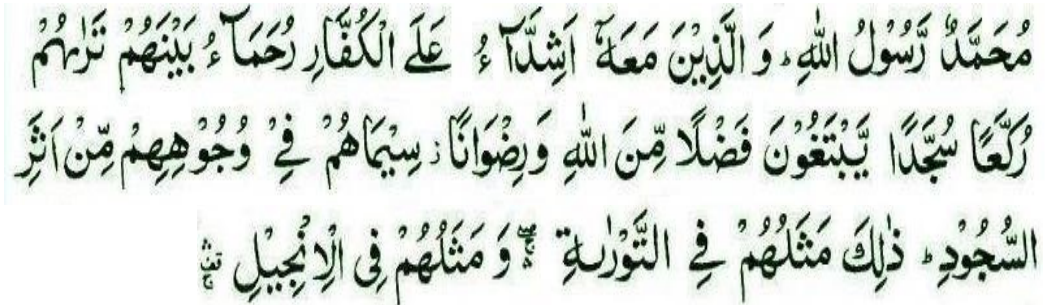 مُحَمَّدٌ رَّسُوْلُ اللّٰهِ ؕ وَ الَّذِيْنَ مَعَهٗۤ اَشِدَّآءُ عَلَى الْكُفَّارِ رُحَمَآءُ بَيْنَهُمْ تَرٰىهُمْ
رُكَّعًا سُجَّدًا يَّبْتَغُوْنَ فَضْلًا مِّنَ اللّٰهِ وَرِضْوَانًا ؗ سِيْمَاهُمْ فِيْ وُجُوْهِهِمْ مِّنْ اَثَرِ
السُّجُوْدِ ؕ ذٰلِكَ مَثَلُهُمْ فِي التَّوْرٰىةِ ۛۖۚ وَ مَثَلُهُمْ فِي الْاِنْجِيْلِ ۛ۫ۚ